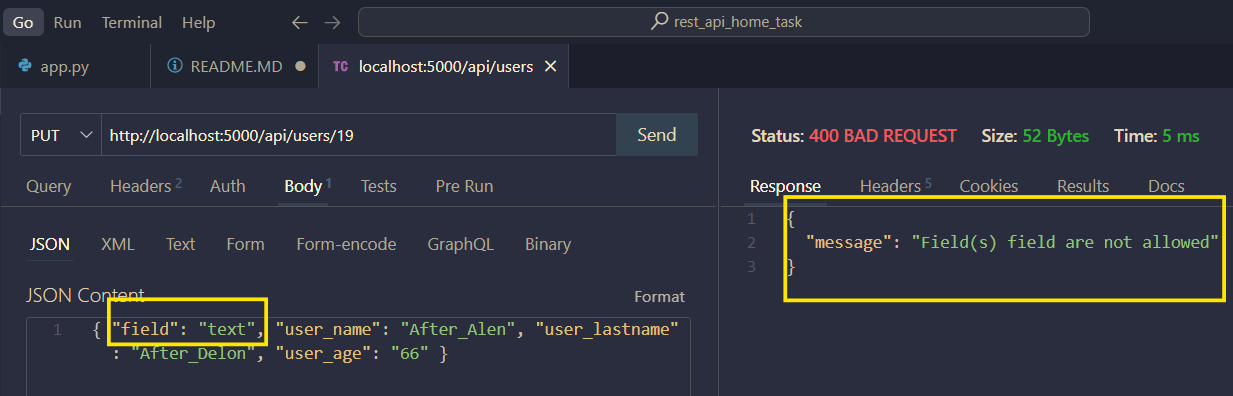 Go Run Terminal Help ← → rest_api_home_task
app.py README.MD TC localhost:5000/api/users
PUT http://localhost:5000/api/users/19 Send
Status: 400 BAD REQUEST Size: 52 Bytes Time: 5 ms
Query Headers 2 Auth Body 1 Tests Pre Run
Response Headers 5 Cookies Results Docs
JSON XML Text Form Form-encode GraphQL Binary
JSON Content Format
1 { "field": "text", "user_name": "After_Alen", "user_lastname"
: "After_Delon", "user_age": "66" }
1 {
2 "message": "Field(s) field are not allowed"
3 }